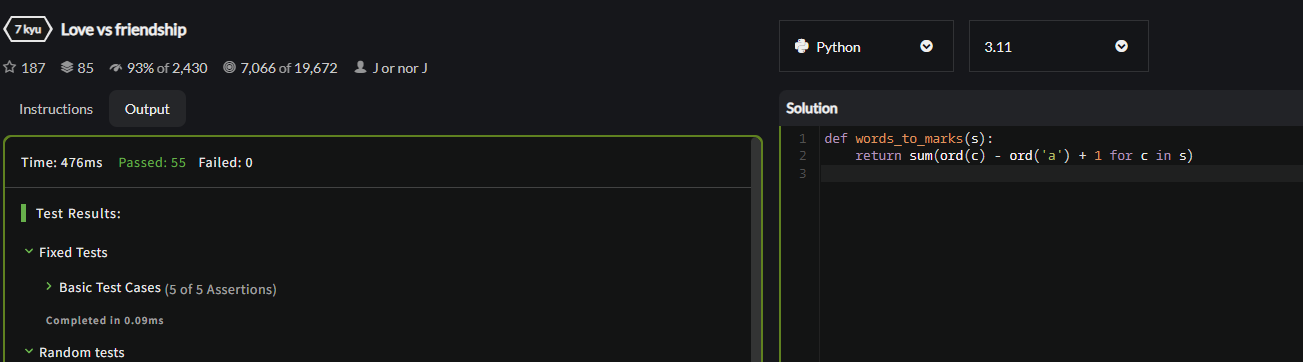 7 kyu Love vs friendship
187 85 93% of 2,430 7,066 of 19,672 J or nor J
Instructions Output
Time: 476ms Passed: 55 Failed: 0
Test Results:
Fixed Tests
Basic Test Cases (5 of 5 Assertions)
Completed in 0.09ms
Random tests
Python 3.11
Solution
1 def words_to_marks(s):
2     return sum(ord(c) - ord('a') + 1 for c in s)
3